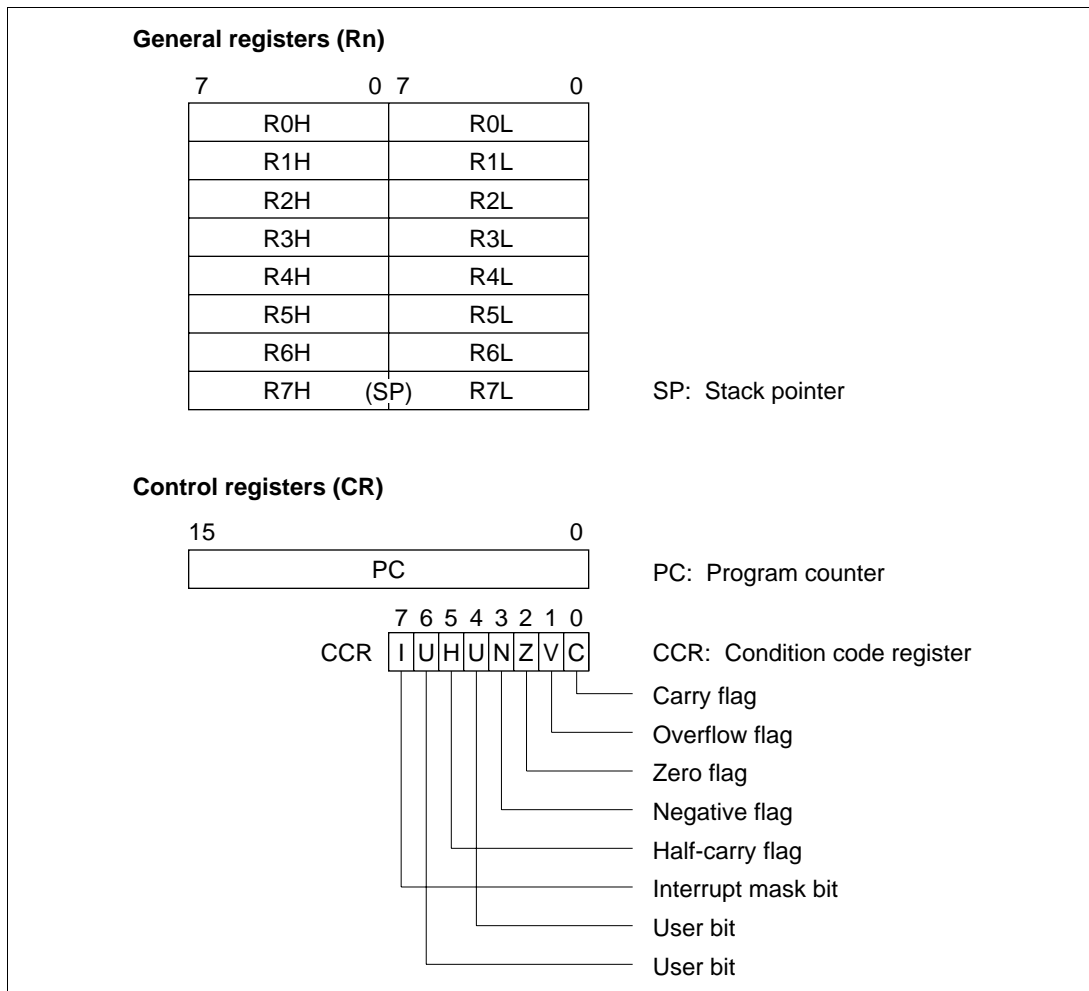 General registers (Rn)
7 0 7 0
R0H R0L
R1H R1L
R2H R2L
R3H R3L
R4H R4L
R5H R5L
R6H R6L
R7H (SP) R7L SP: Stack pointer
Control registers (CR)
15 0
PC PC: Program counter
7 6 5 4 3 2 1 0
CCR I U H U N Z V C CCR: Condition code register
Carry flag
Overflow flag
Zero flag
Negative flag
Half-carry flag
Interrupt mask bit
User bit
User bit